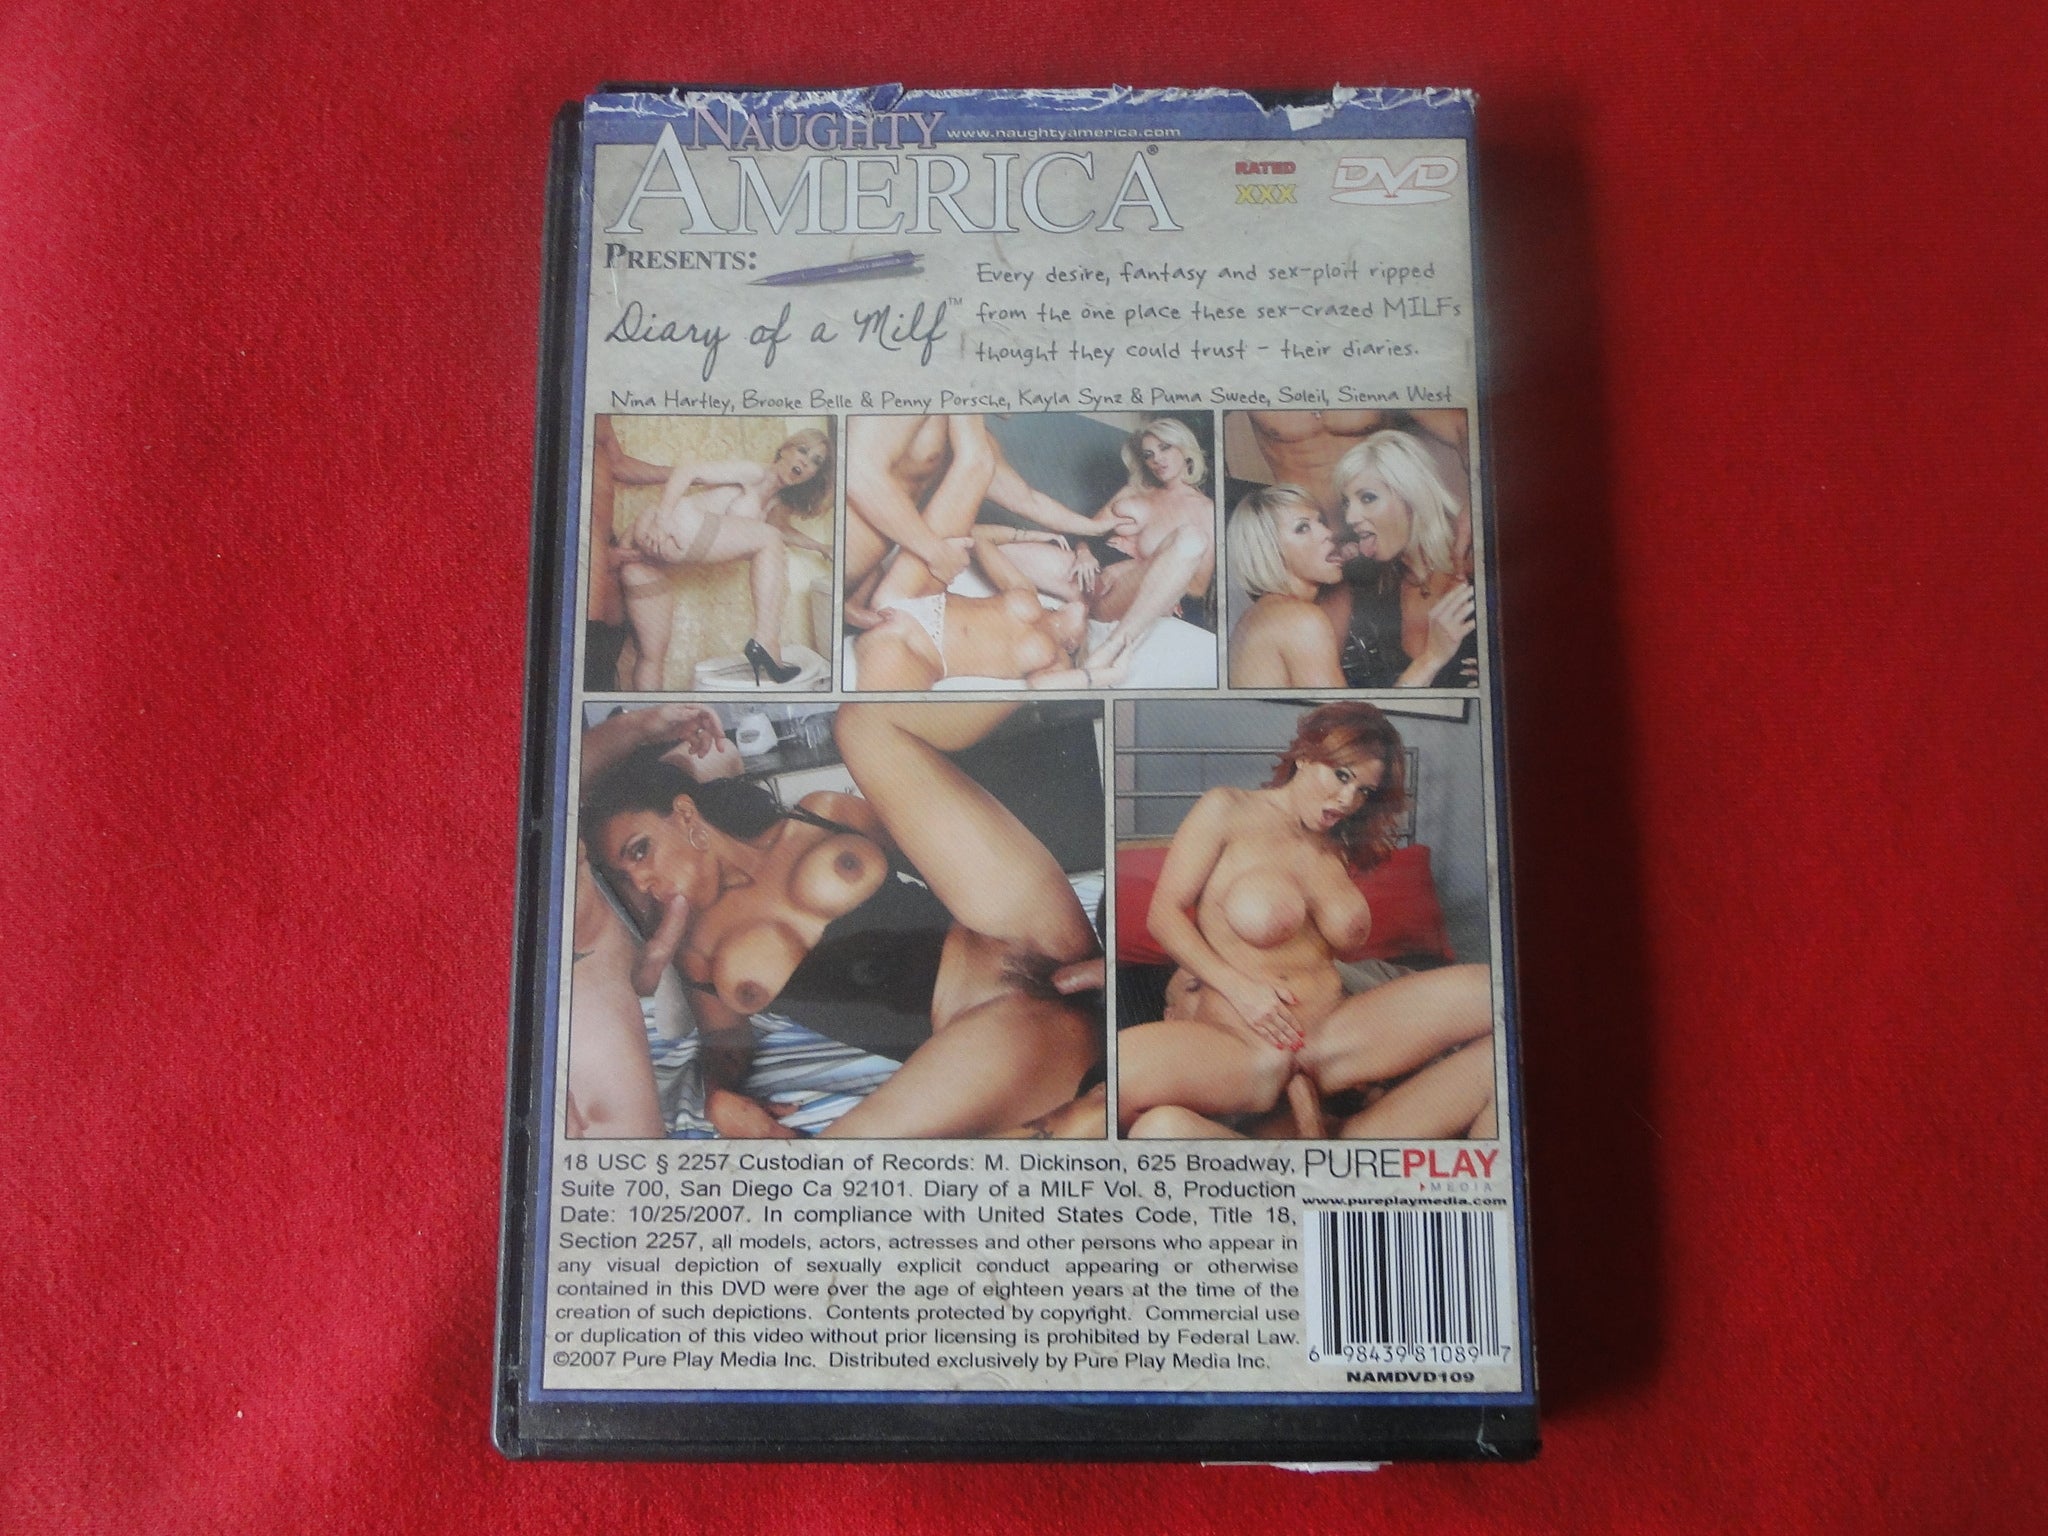 NAUGHTY www.naughtyamerica.com
AMERICA®
RATED
XXX
DVD
PRESENTS:
Diary of a Milf™
Every desire, fantasy and sex-ploit ripped
from the one place these sex-crazed MILFs
thought they could trust - their diaries.
Nina Hartley, Brooke Belle & Penny Porsche, Kayla Synz & Puma Swede, Soleil, Sienna West
18 USC § 2257 Custodian of Records: M. Dickinson, 625 Broadway,
Suite 700, San Diego Ca 92101. Diary of a MILF Vol. 8, Production
Date: 10/25/2007. In compliance with United States Code, Title 18,
Section 2257, all models, actors, actresses and other persons who appear in
any visual depiction of sexually explicit conduct appearing or otherwise
contained in this DVD were over the age of eighteen years at the time of the
creation of such depictions. Contents protected by copyright. Commercial use
or duplication of this video without prior licensing is prohibited by Federal Law.
©2007 Pure Play Media Inc. Distributed exclusively by Pure Play Media Inc.
PUREPLAY
MEDIA
www.pureplaymedia.com
6 98439 81089 7
NAMDVD109